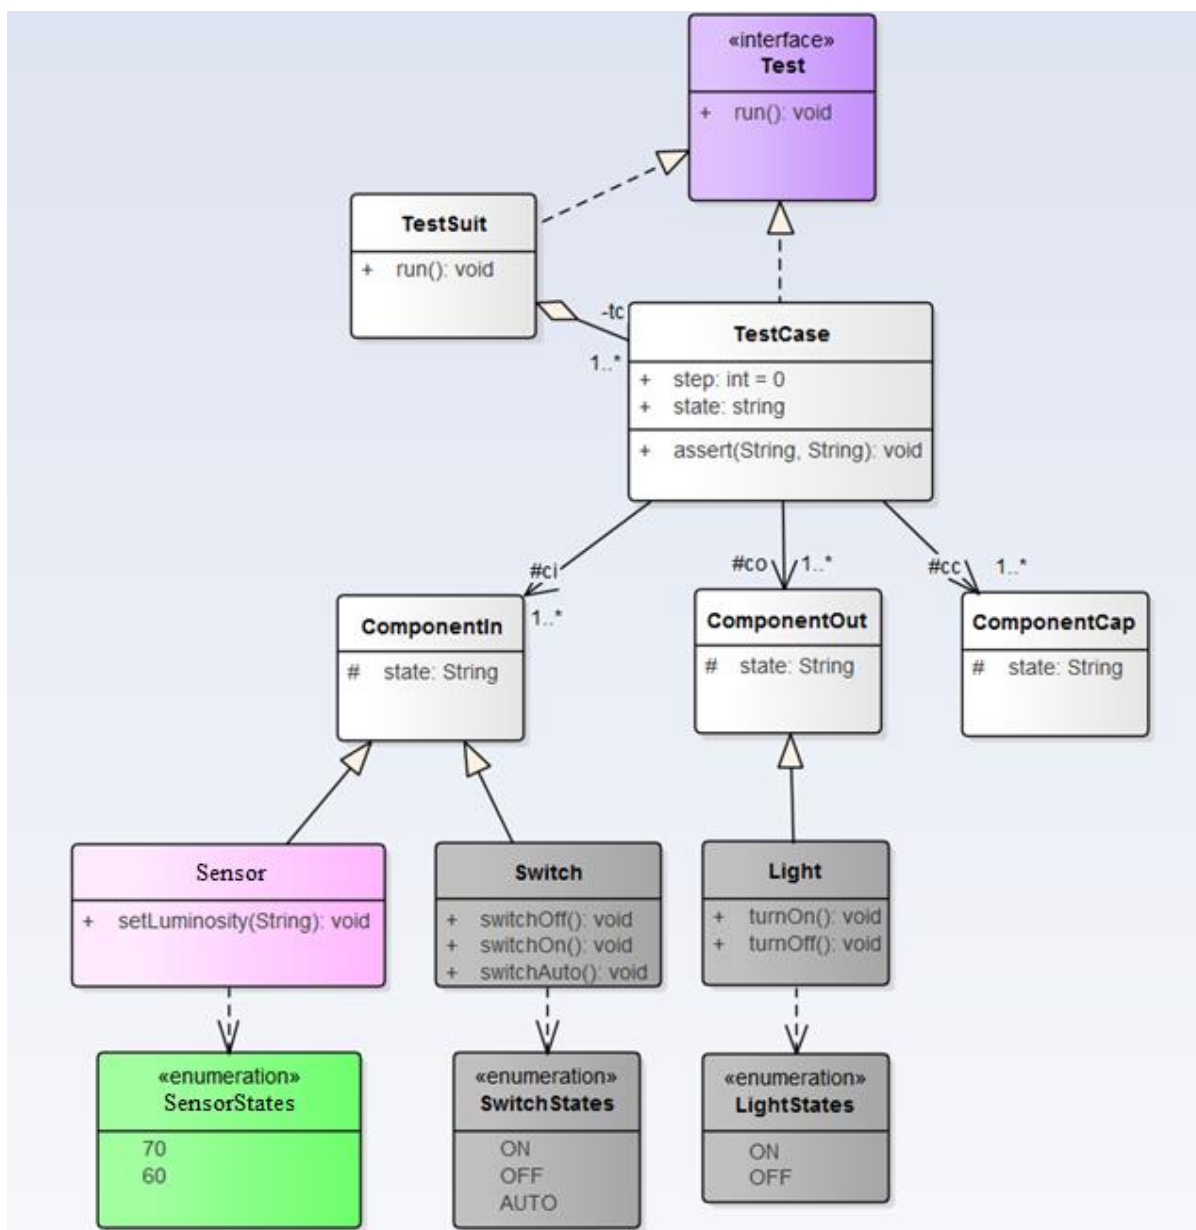 «interface»
Test
+ run(): void
TestSuit
+ run(): void
-tc
1..*
TestCase
+ step: int = 0
+ state: string
+ assert(String, String): void
#ci
1..*
#co
1..*
#cc
1..*
ComponentIn
# state: String
ComponentOut
# state: String
ComponentCap
# state: String
Sensor
+ setLuminosity(String): void
Switch
+ switchOff(): void
+ switchOn(): void
+ switchAuto(): void
Light
+ turnOn(): void
+ turnOff(): void
«enumeration»
SensorStates
70
60
«enumeration»
SwitchStates
ON
OFF
AUTO
«enumeration»
LightStates
ON
OFF